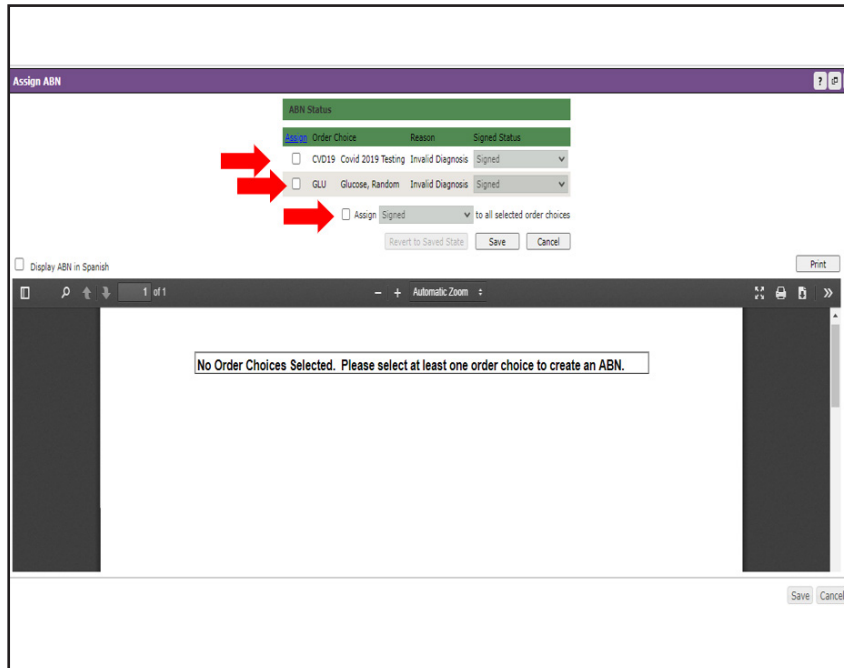 Assign ABN ?
ABN Status
Assign Order Choice Reason Signed Status
CVD19 Covid 2019 Testing Invalid Diagnosis Signed
GLU Glucose, Random Invalid Diagnosis Signed
Assign Signed to all selected order choices
Revert to Saved State Save Cancel
Display ABN in Spanish Print
1 of 1 − + Automatic Zoom
No Order Choices Selected. Please select at least one order choice to create an ABN.
Save Cancel